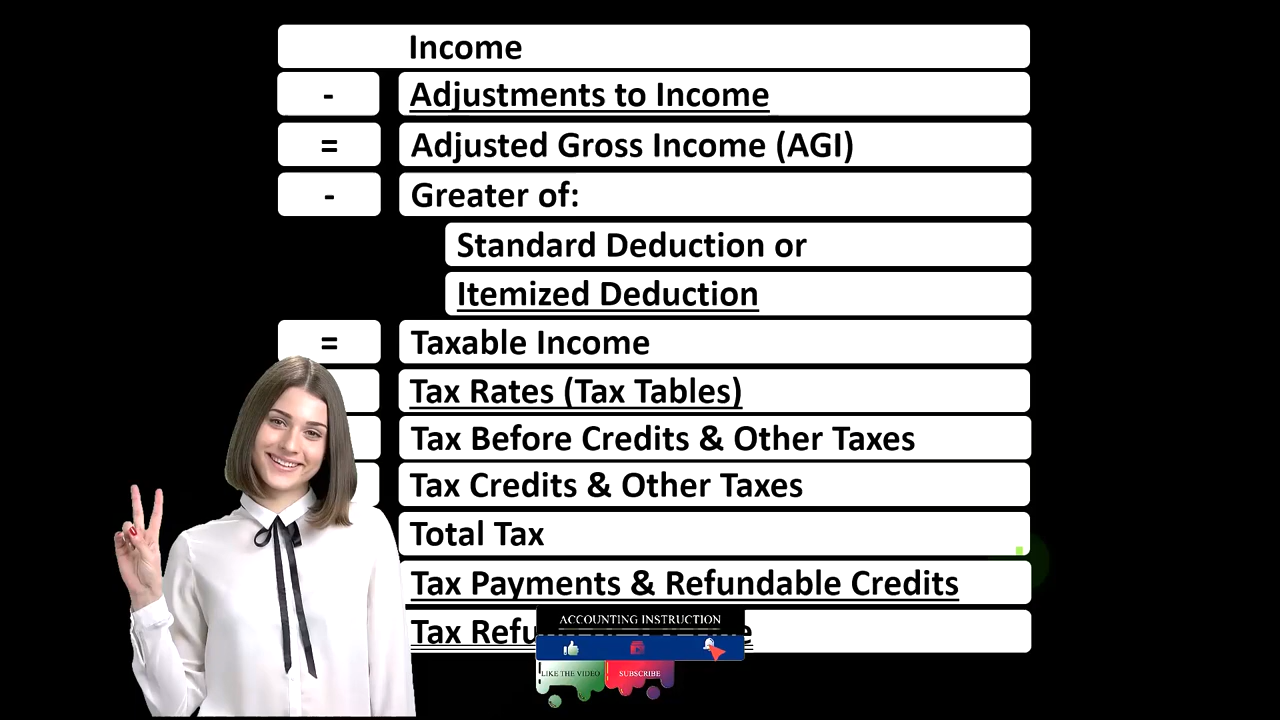 Income
- Adjustments to Income
= Adjusted Gross Income (AGI)
- Greater of:
Standard Deduction or
Itemized Deduction
= Taxable Income
Tax Rates (Tax Tables)
Tax Before Credits & Other Taxes
Tax Credits & Other Taxes
Total Tax
Tax Payments & Refundable Credits
Tax
ACCOUNTING INSTRUCTION
LIKE THE VIDEO
SUBSCRIBE